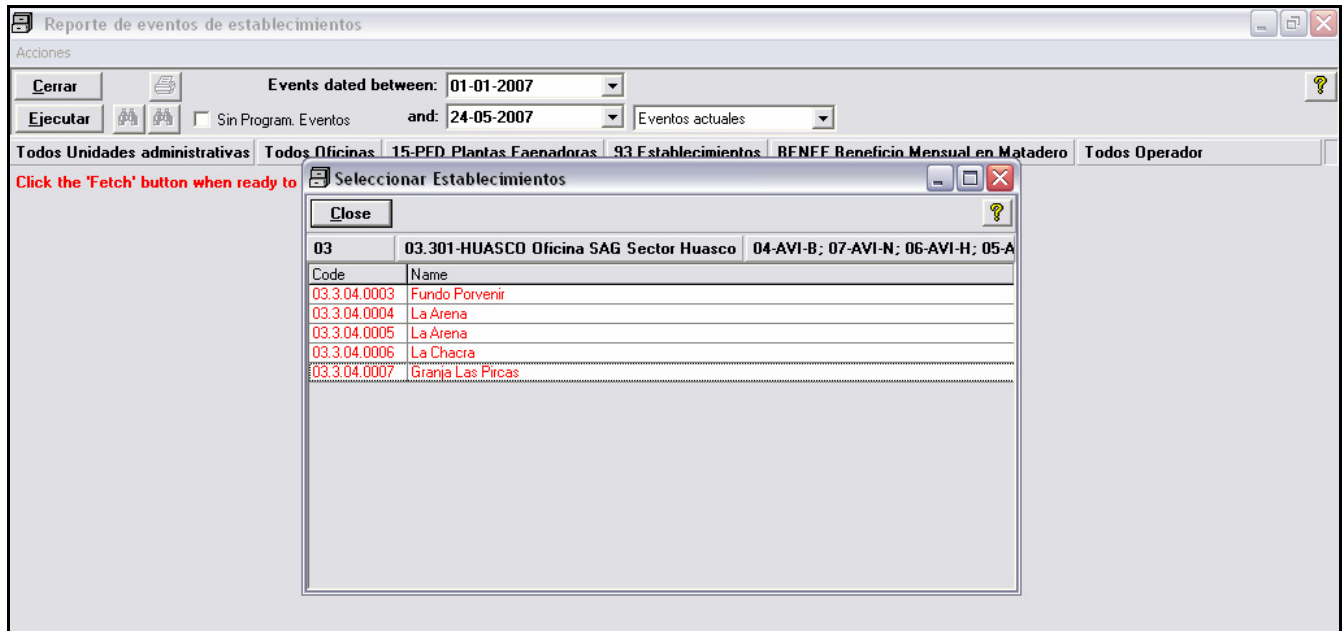 Reporte de eventos de establecimientos
Acciones
Cerrar Events dated between: 01-01-2007
Ejecutar Sin Program. Eventos and: 24-05-2007 Eventos actuales
Todos Unidades administrativas Todos Oficinas 15-PED Plantas Faenadoras 93 Establecimientos BENEF Beneficio Mensual en Matadero Todos Operador
Click the 'Fetch' button when ready to
Seleccionar Establecimientos
Close
03 03.301-HUASCO Oficina SAG Sector Huasco 04-AVI-B; 07-AVI-N; 06-AVI-H; 05-A
Code Name
03.3.04.0003 Fundo Porvenir
03.3.04.0004 La Arena
03.3.04.0005 La Arena
03.3.04.0006 La Chacra
03.3.04.0007 Granja Las Pircas